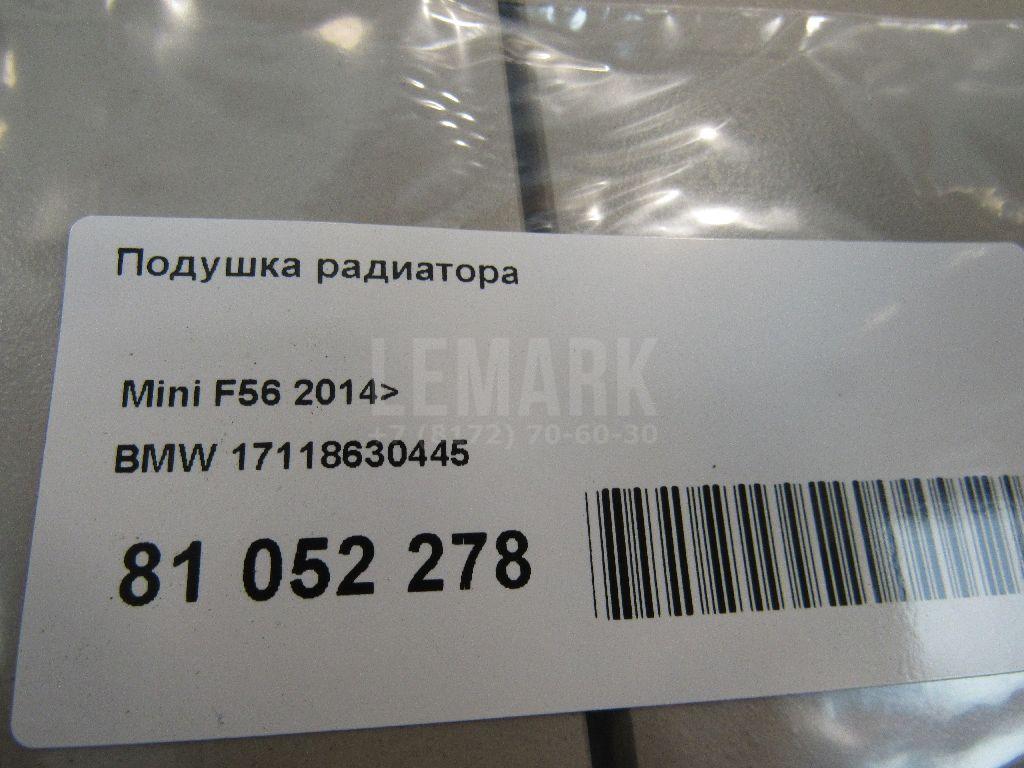 Подушка радиатора
LEMARK
Mini F56 2014>
+7 (8172) 70-60-30
BMW 17118630445
81 052 278